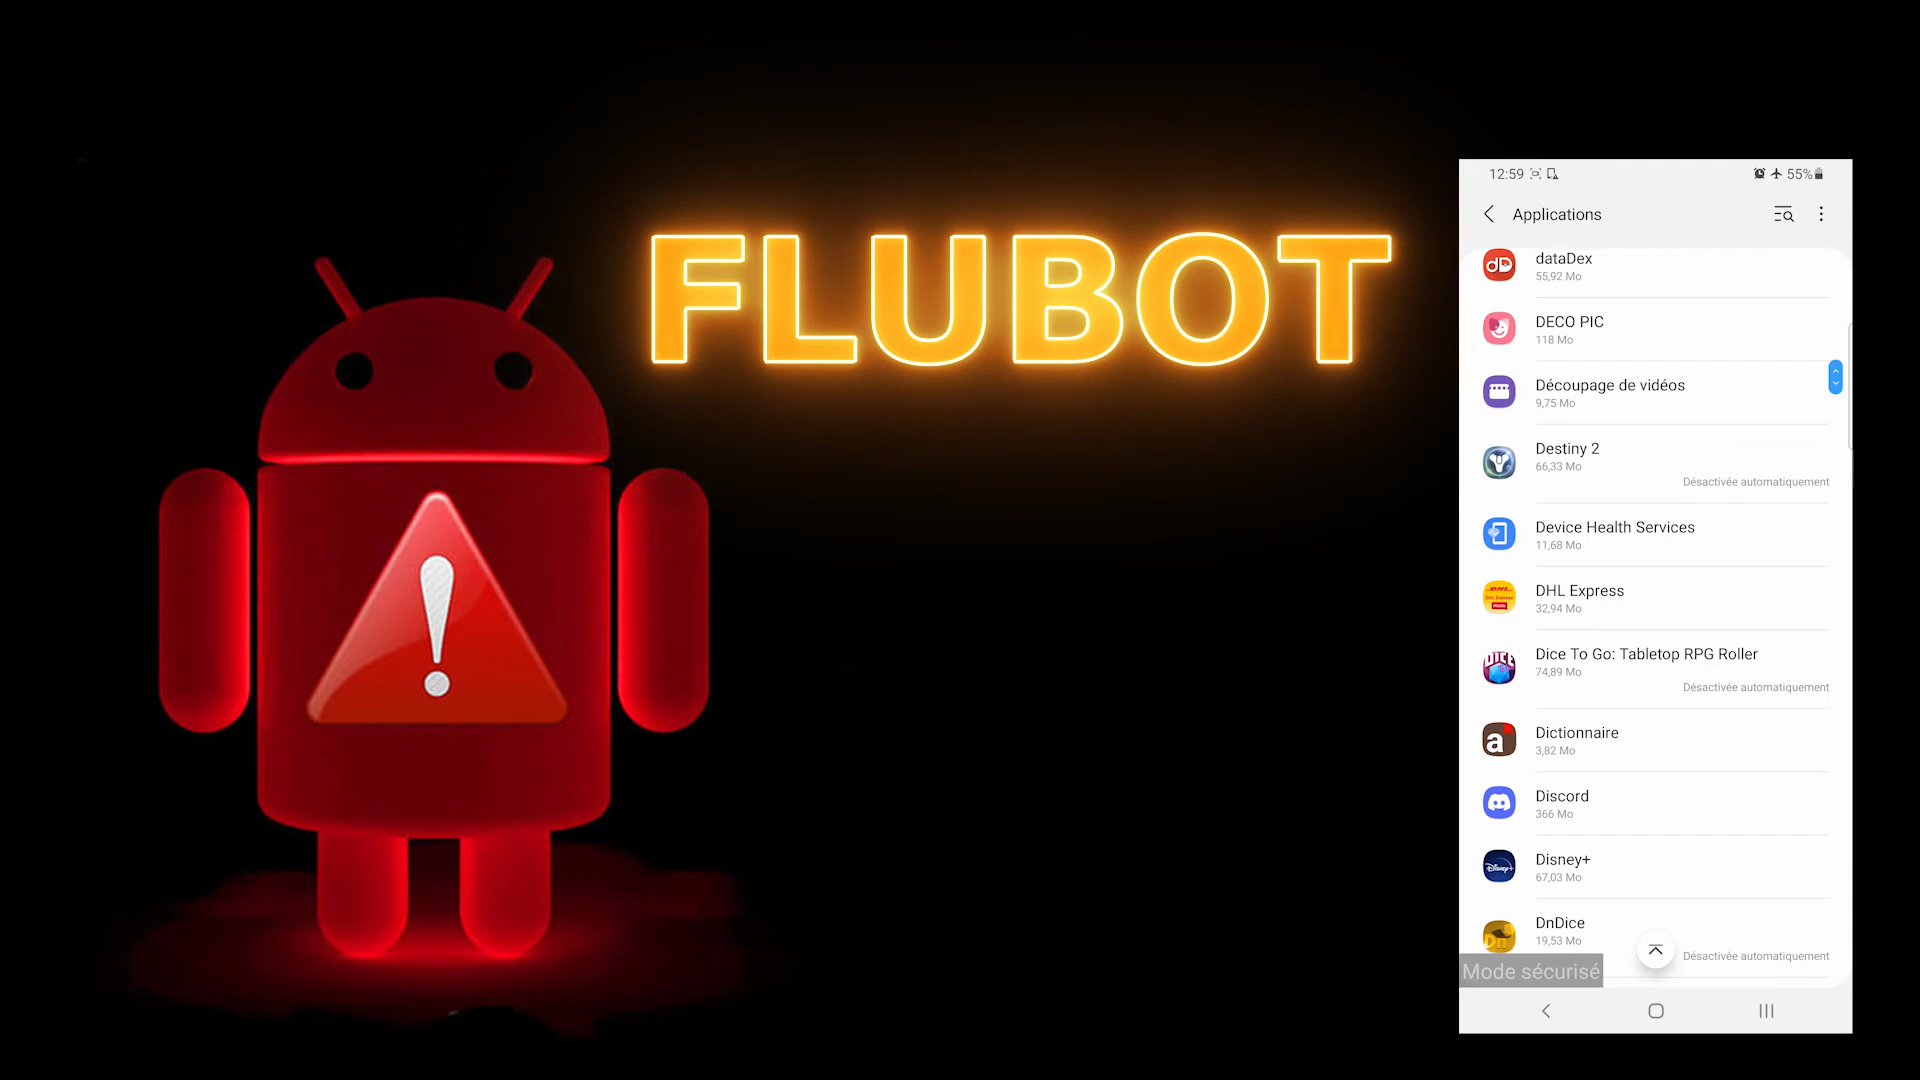 FLUBOT
12:59
55%
Applications
dataDex
55,92 Mo
DECO PIC
118 Mo
Découpage de vidéos
9,75 Mo
Destiny 2
66,33 Mo
Désactivée automatiquement
Device Health Services
11,68 Mo
DHL Express
32,94 Mo
Dice To Go: Tabletop RPG Roller
74,89 Mo
Désactivée automatiquement
Dictionnaire
3,82 Mo
Discord
366 Mo
Disney+
67,03 Mo
DnDice
19,53 Mo
Désactivée automatiquement
Mode sécurisé